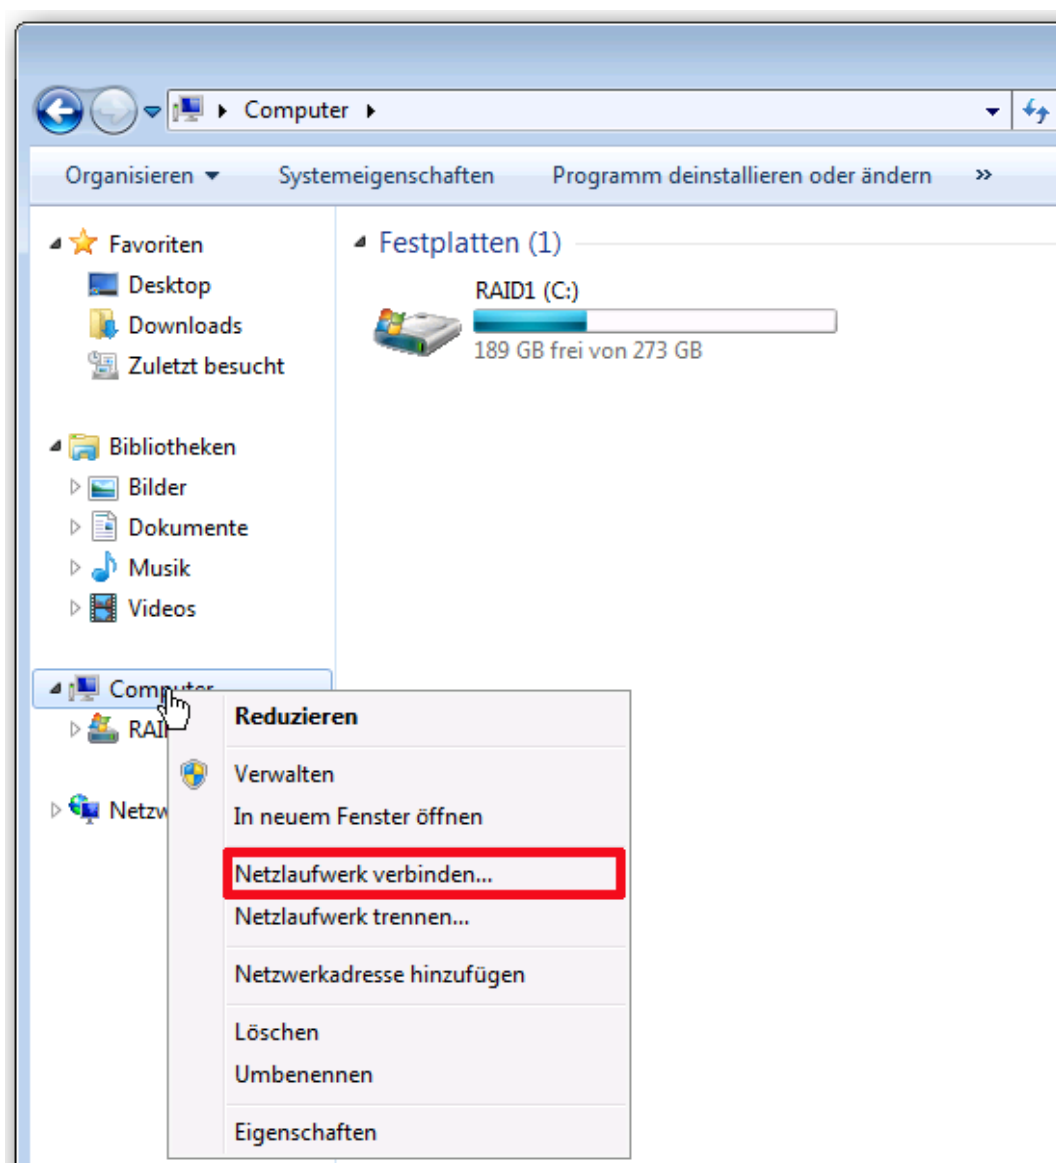 Computer
Organisieren Systemeigenschaften Programm deinstallieren oder ändern »
Favoriten
Desktop
Downloads
Zuletzt besucht
Bibliotheken
Bilder
Dokumente
Musik
Videos
Computer
RAI
Netzw
Festplatten (1)
RAID1 (C:)
189 GB frei von 273 GB
Reduzieren
Verwalten
In neuem Fenster öffnen
Netzlaufwerk verbinden...
Netzlaufwerk trennen...
Netzwerkadresse hinzufügen
Löschen
Umbenennen
Eigenschaften